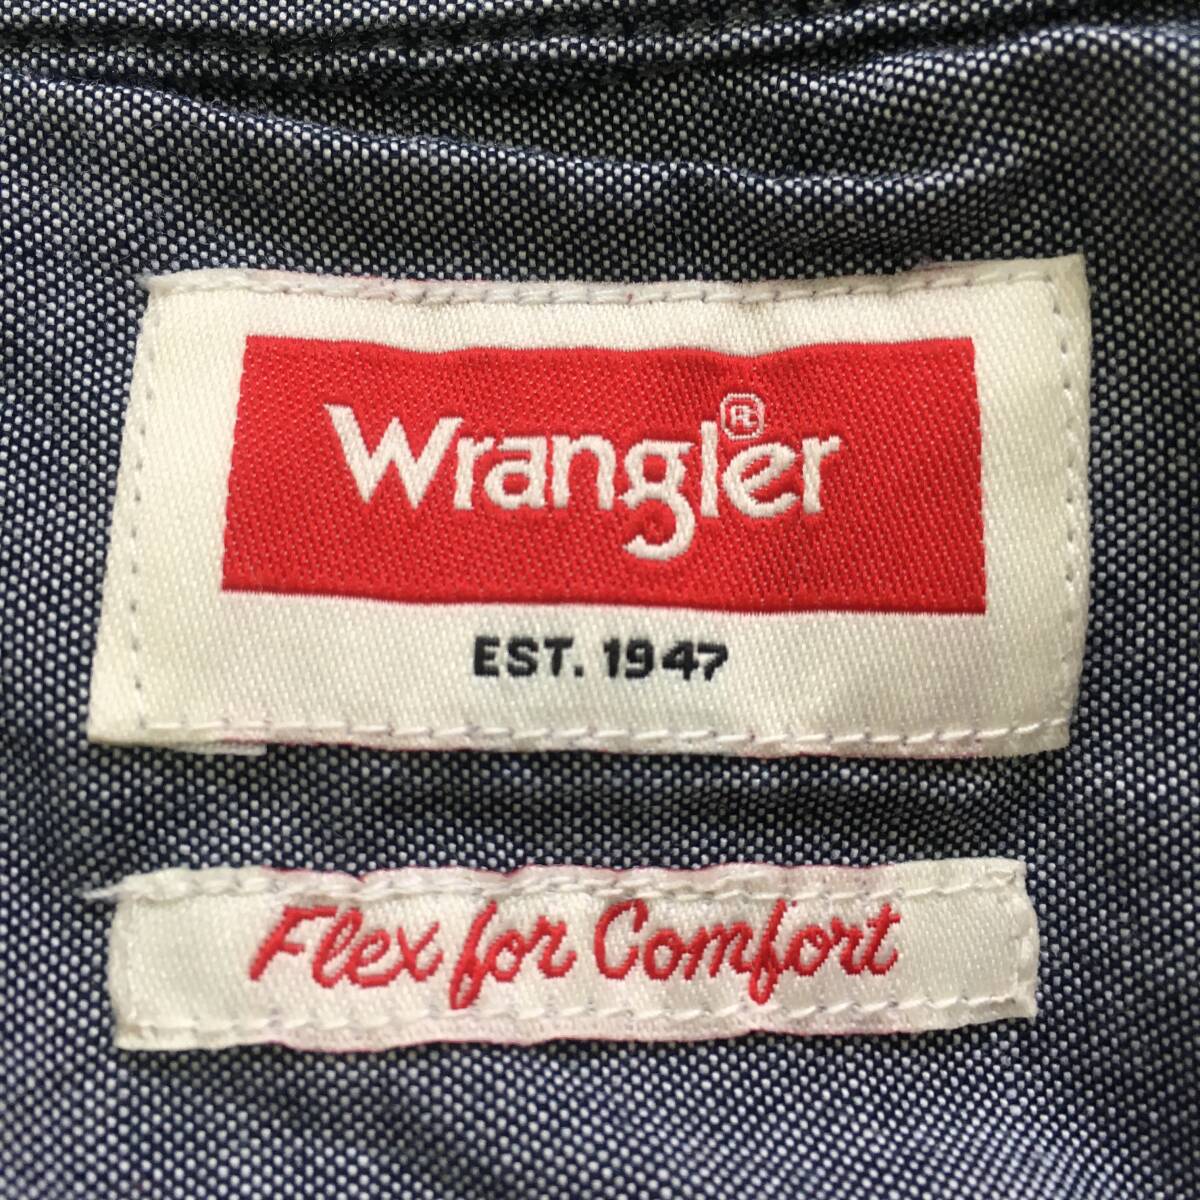 Wrangler®
EST. 1947
Flex for Comfort